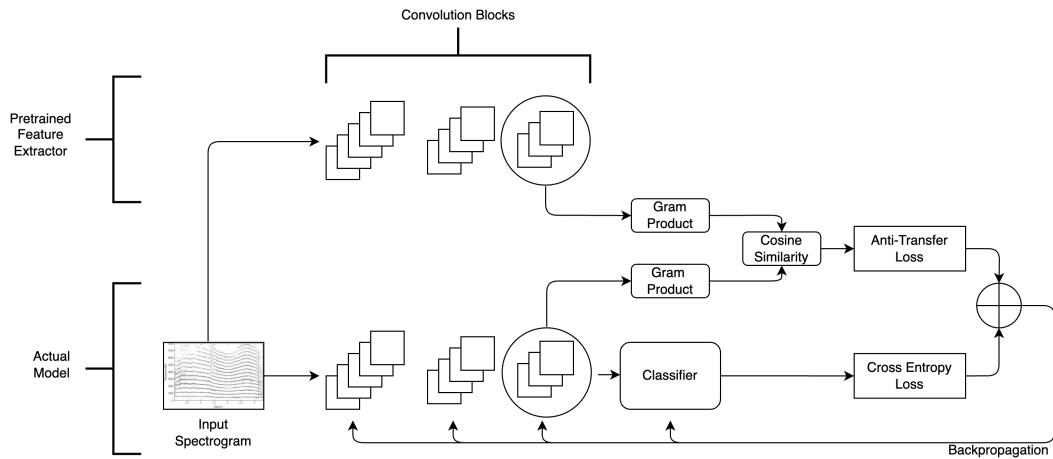 Convolution Blocks
Pretrained
Feature
Extractor
Gram
Product
Cosine
Similarity
Anti-Transfer
Loss
Gram
Product
Actual
Model
Classifier
Cross Entropy
Loss
Input
Spectrogram
Backpropagation